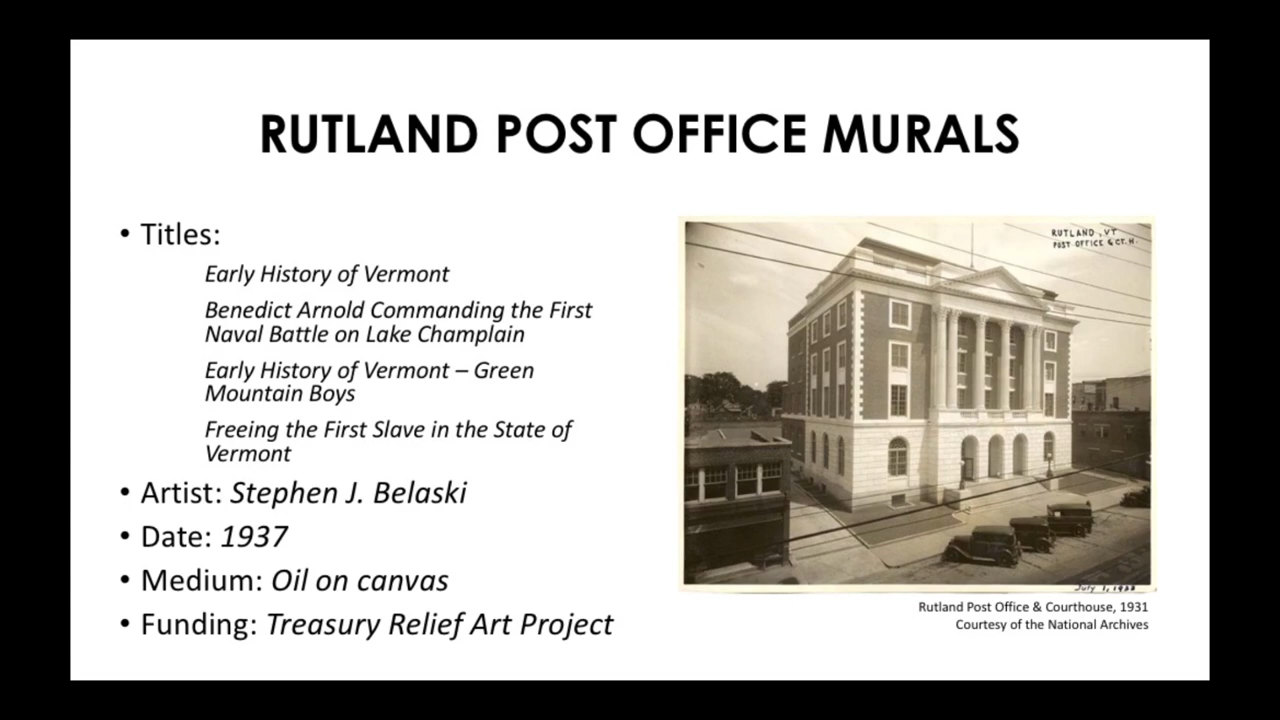 RUTLAND POST OFFICE MURALS
• Titles:
Early History of Vermont
Benedict Arnold Commanding the First
Naval Battle on Lake Champlain
Early History of Vermont – Green
Mountain Boys
Freeing the First Slave in the State of
Vermont
• Artist: Stephen J. Belaski
• Date: 1937
• Medium: Oil on canvas
• Funding: Treasury Relief Art Project
RUTLAND, VT
POST OFFICE & CT. H.
July 1, 1933
Rutland Post Office & Courthouse, 1931
Courtesy of the National Archives